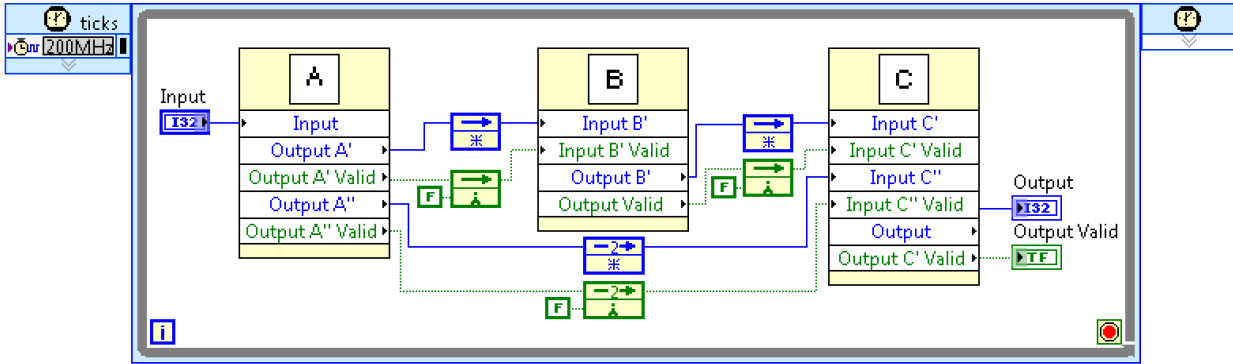 ticks
200MHz
Input
I32
A
Input
Output A'
Output A' Valid
Output A''
Output A'' Valid
F
B
Input B'
Input B' Valid
Output B'
Output Valid
2
F
2
F
C
Input C'
Input C' Valid
Input C''
Input C'' Valid
Output
Output C' Valid
Output
I32
Output Valid
TF
i